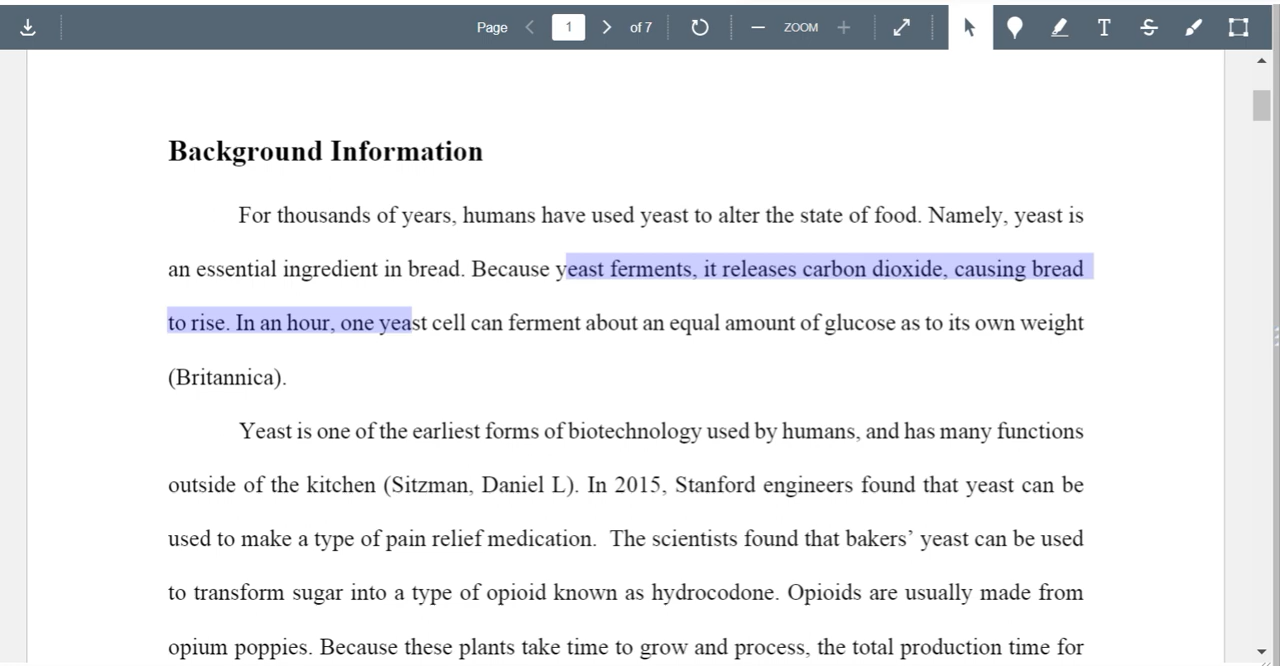 Page 1 of 7 ZOOM T S
Background Information
For thousands of years, humans have used yeast to alter the state of food. Namely, yeast is
an essential ingredient in bread. Because yeast ferments, it releases carbon dioxide, causing bread
to rise. In an hour, one yeast cell can ferment about an equal amount of glucose as to its own weight
(Britannica).
Yeast is one of the earliest forms of biotechnology used by humans, and has many functions
outside of the kitchen (Sitzman, Daniel L). In 2015, Stanford engineers found that yeast can be
used to make a type of pain relief medication.  The scientists found that bakers’ yeast can be used
to transform sugar into a type of opioid known as hydrocodone. Opioids are usually made from
opium poppies. Because these plants take time to grow and process, the total production time for